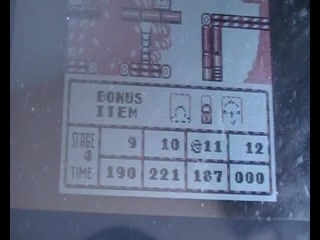 BONUS
ITEM
STAGE 4 9 10 11 12
TIME 190 221 187 000